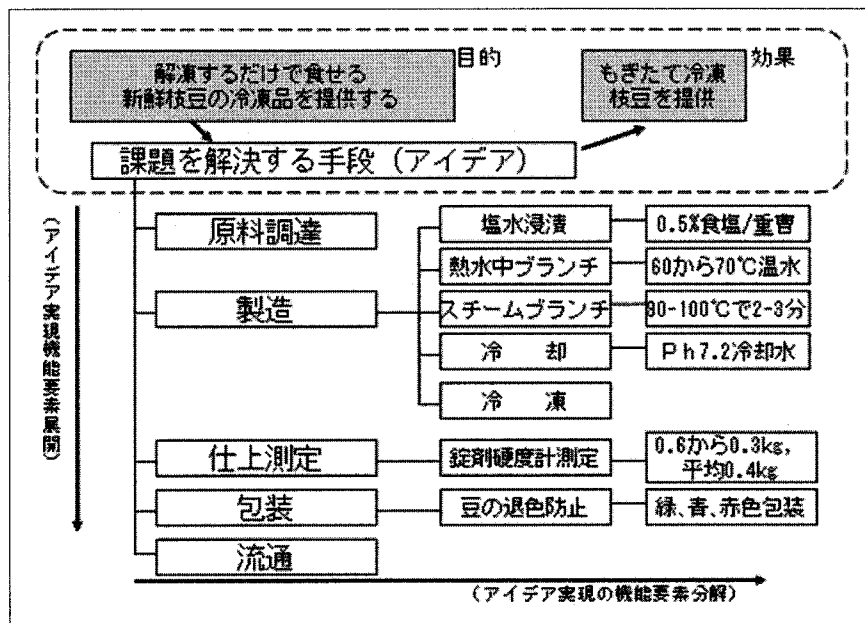 解凍するだけで食せる
新鮮枝豆の冷凍品を提供する
目的
もぎたて冷凍
枝豆を提供
効果
課題を解決する手段(アイデア)
(アイデア実現機能要素展開)
原料調達
製造
塩水浸漬
0.5%食塩/重曹
熱水中ブランチ
60から70℃温水
スチームブランチ
90-100℃で2-3分
冷 却
Ph7.2冷却水
冷 凍
仕上測定
錠剤硬度計測定
0.6から0.3kg,
平均0.4kg
包装
豆の退色防止
緑、青、赤色包装
流通
(アイデア実現の機能要素分解)